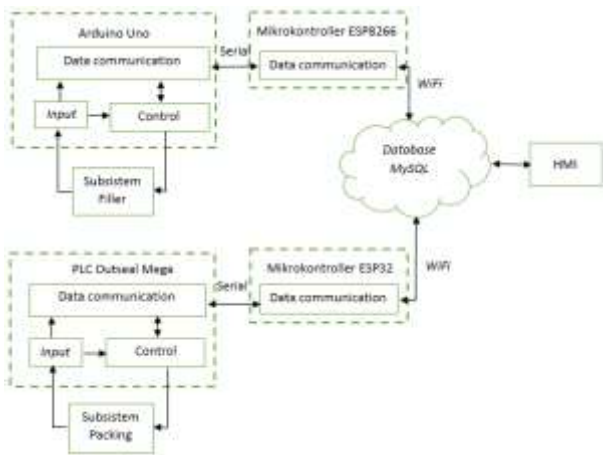 Arduino Uno
Data communication
Input
Control
Subsistem
Filler
Serial
Mikrokontroller ESP8266
Data communication
WiFi
Database
MySQL
HMI
PLC Outseal Mega
Data communication
Input
Control
Subsistem
Packing
Serial
Mikrokontroller ESP32
Data communication
WiFi